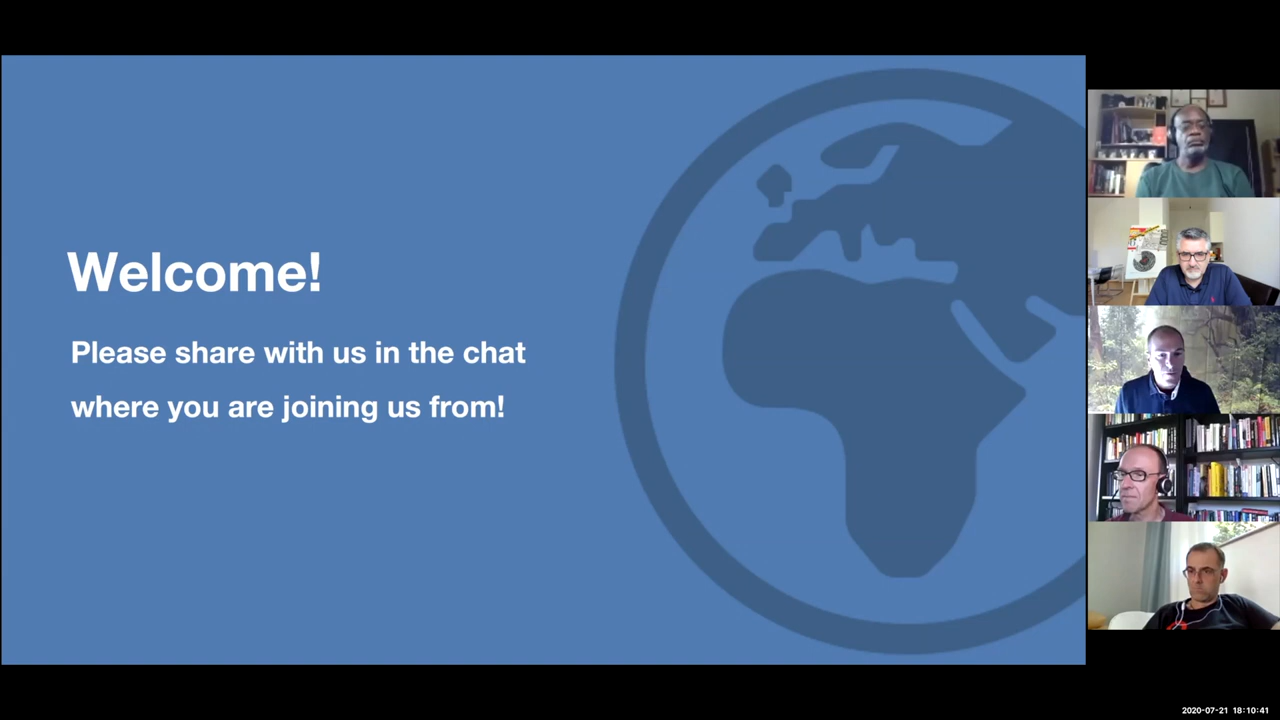 Welcome!
Please share with us in the chat
where you are joining us from!
2020-07-21 18:10:41